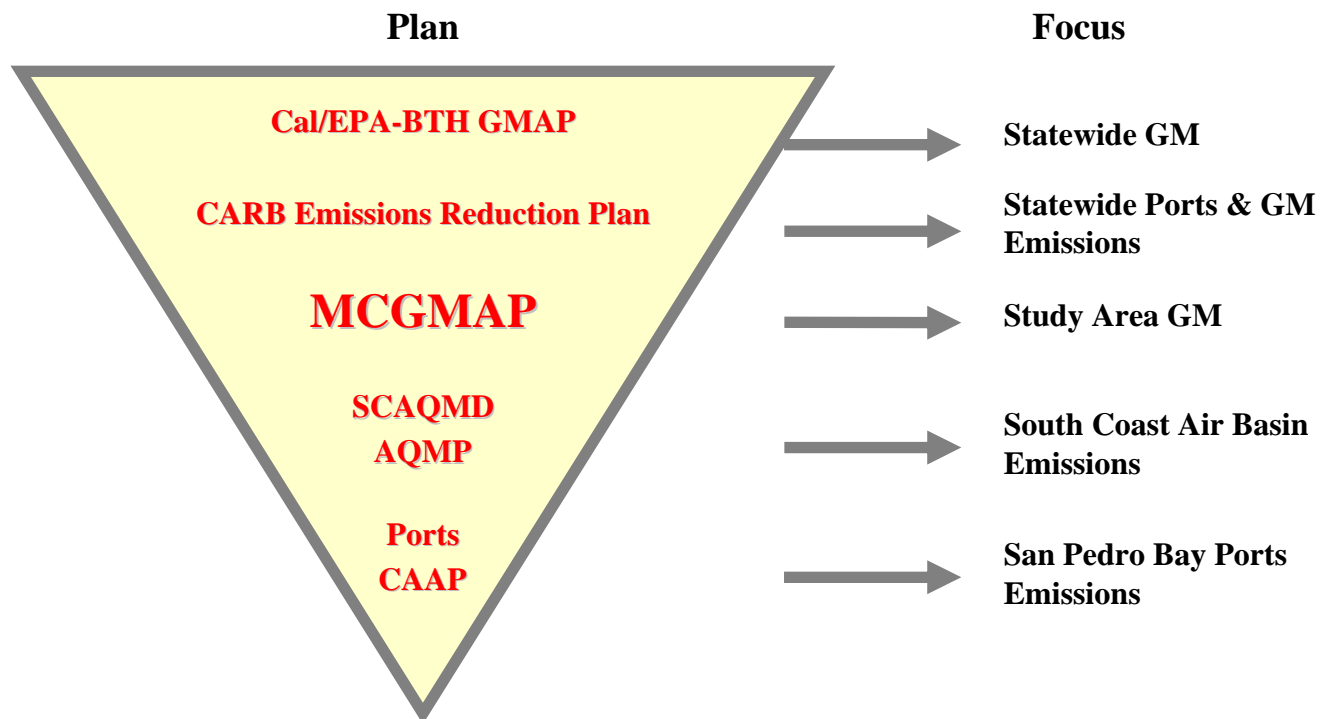 Plan
Focus
Cal/EPA-BTH GMAP
Statewide GM
CARB Emissions Reduction Plan
Statewide Ports & GM
Emissions
MCGMAP
Study Area GM
SCAQMD
AQMP
South Coast Air Basin
Emissions
Ports
CAAP
San Pedro Bay Ports
Emissions